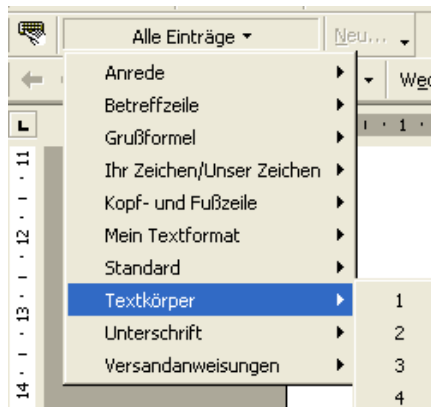 Alle Einträge
Neu...
Anrede
Betreffzeile
Grußformel
Ihr Zeichen/Unser Zeichen
Kopf- und Fußzeile
Mein Textformat
Standard
Textkörper
Unterschrift
Versandanweisungen
1
2
3
4
1
11
12
13
14